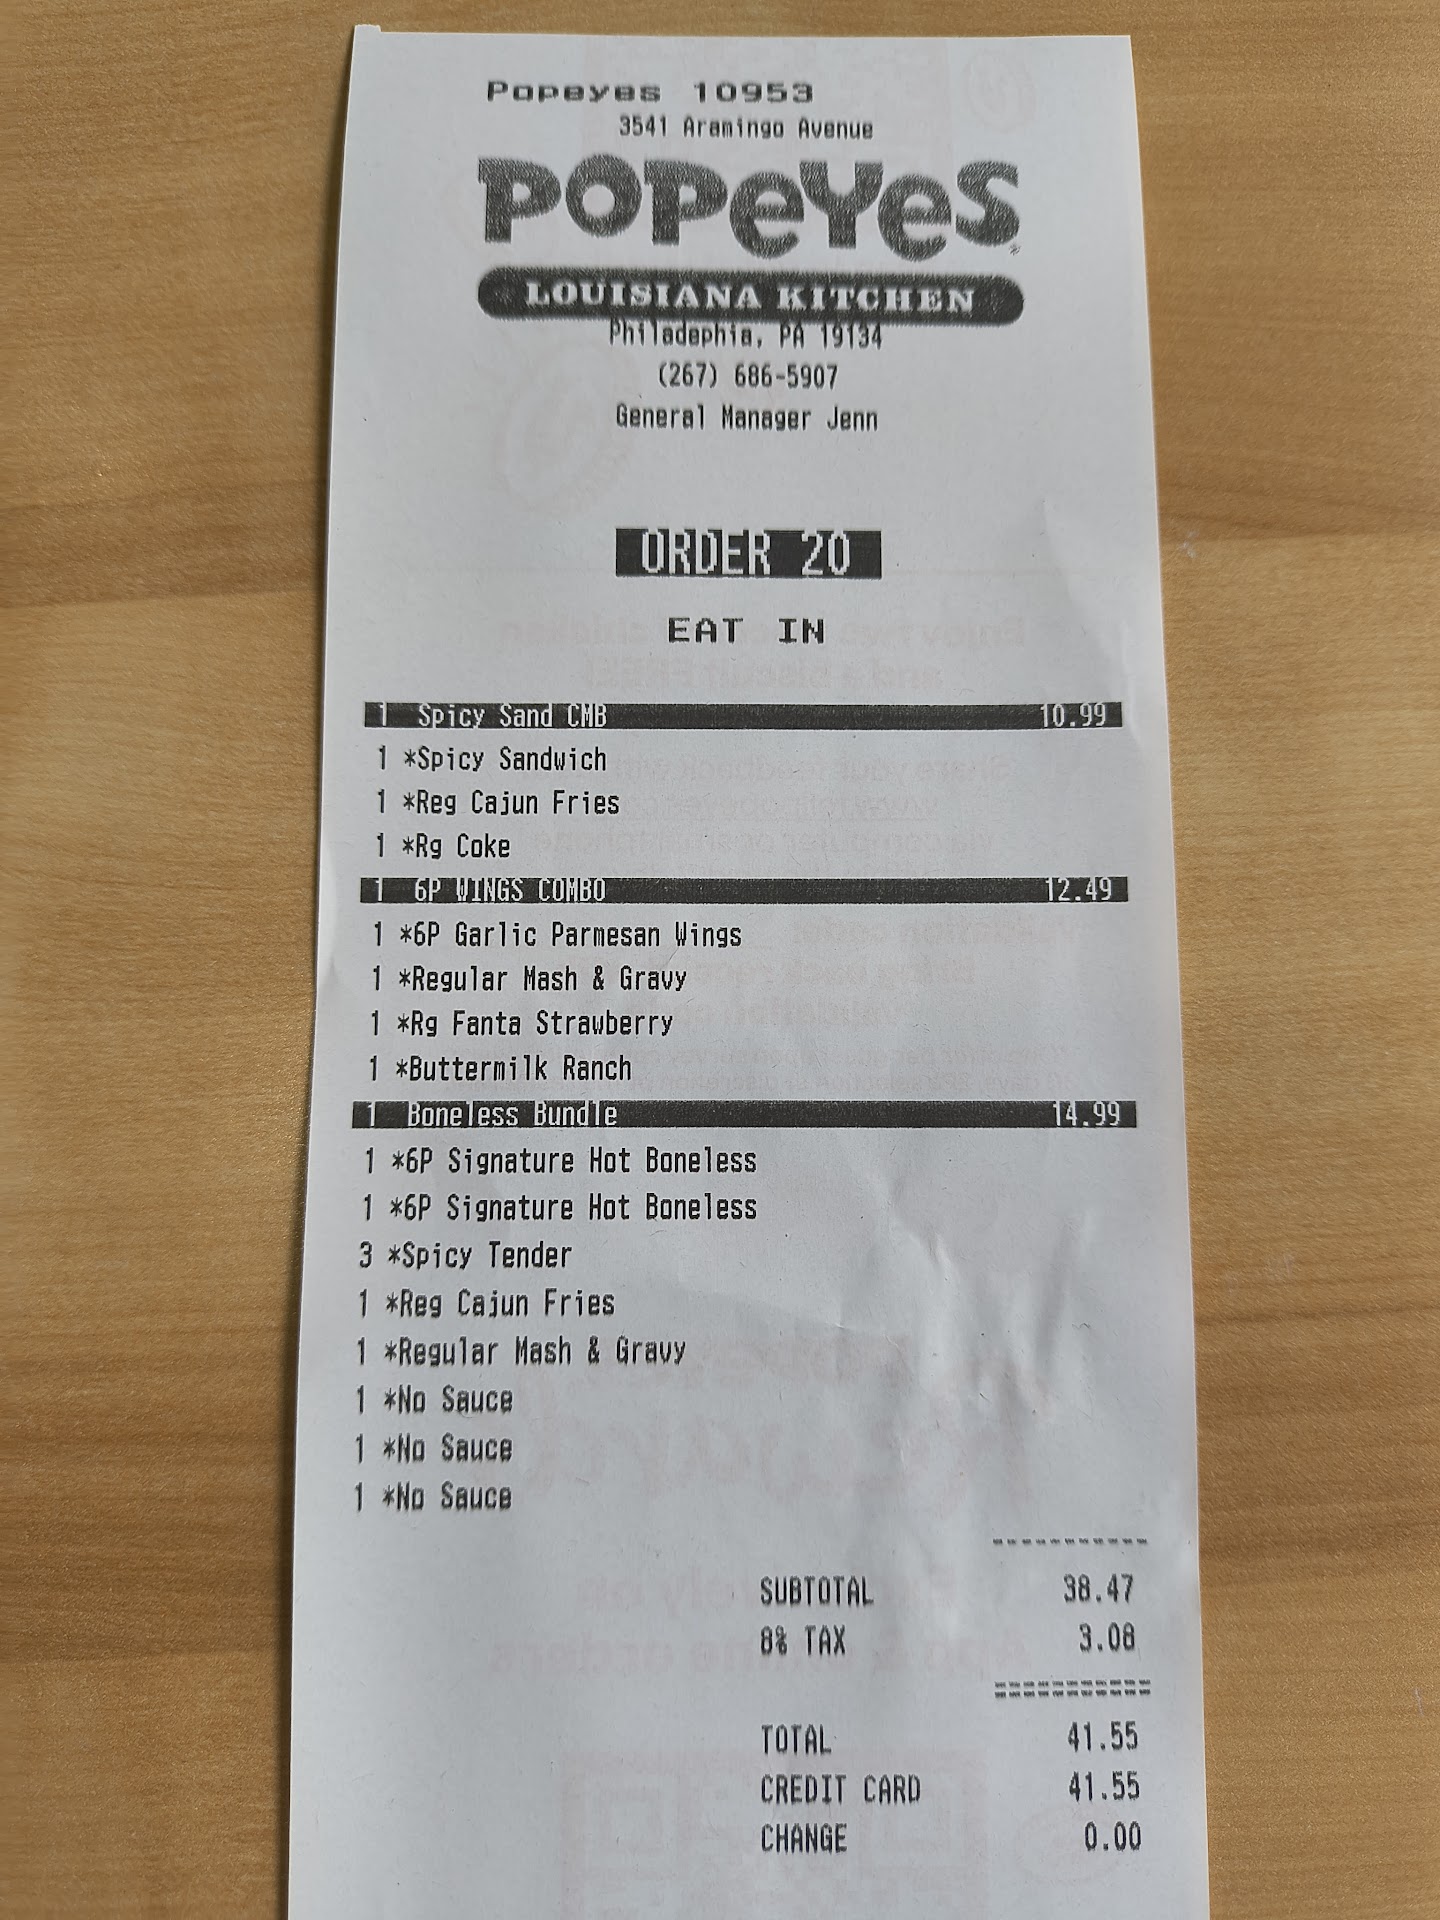 Popeyes 10953
3541 Aramingo Avenue
POPEYES
LOUISIANA KITCHEN
Philadephia, PA 19134
(267) 686-5907
General Manager Jenn
ORDER 20
EAT IN
1 Spicy Sand CMB 10.99
1 *Spicy Sandwich
1 *Reg Cajun Fries
1 *Rg Coke
1 6P WINGS COMBO 12.49
1 *6P Garlic Parmesan Wings
1 *Regular Mash & Gravy
1 *Rg Fanta Strawberry
1 *Buttermilk Ranch
1 Boneless Bundle 14.99
1 *6P Signature Hot Boneless
1 *6P Signature Hot Boneless
3 *Spicy Tender
1 *Reg Cajun Fries
1 *Regular Mash & Gravy
1 *No Sauce
1 *No Sauce
1 *No Sauce
SUBTOTAL 38.47
8% TAX 3.08
TOTAL 41.55
CREDIT CARD 41.55
CHANGE 0.00